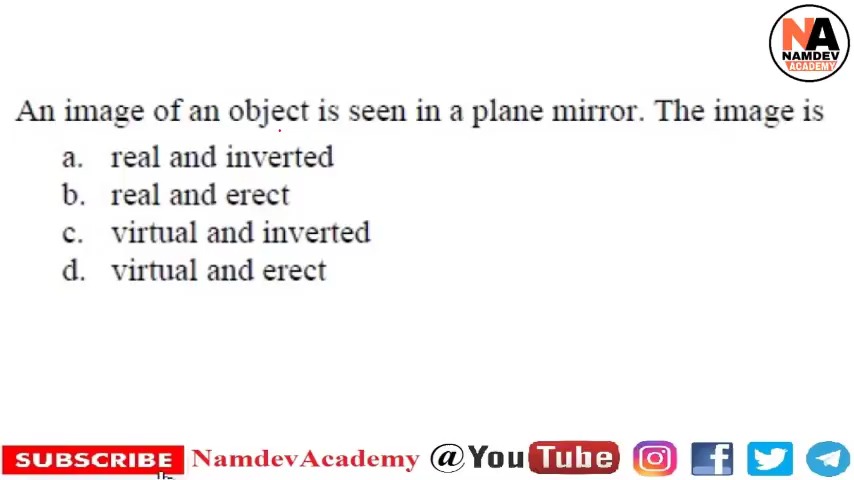 NA
NAMDEV
ACADEMY
An image of an object is seen in a plane mirror. The image is
a. real and inverted
b. real and erect
c. virtual and inverted
d. virtual and erect
SUBSCRIBE NamdevAcademy @YouTube